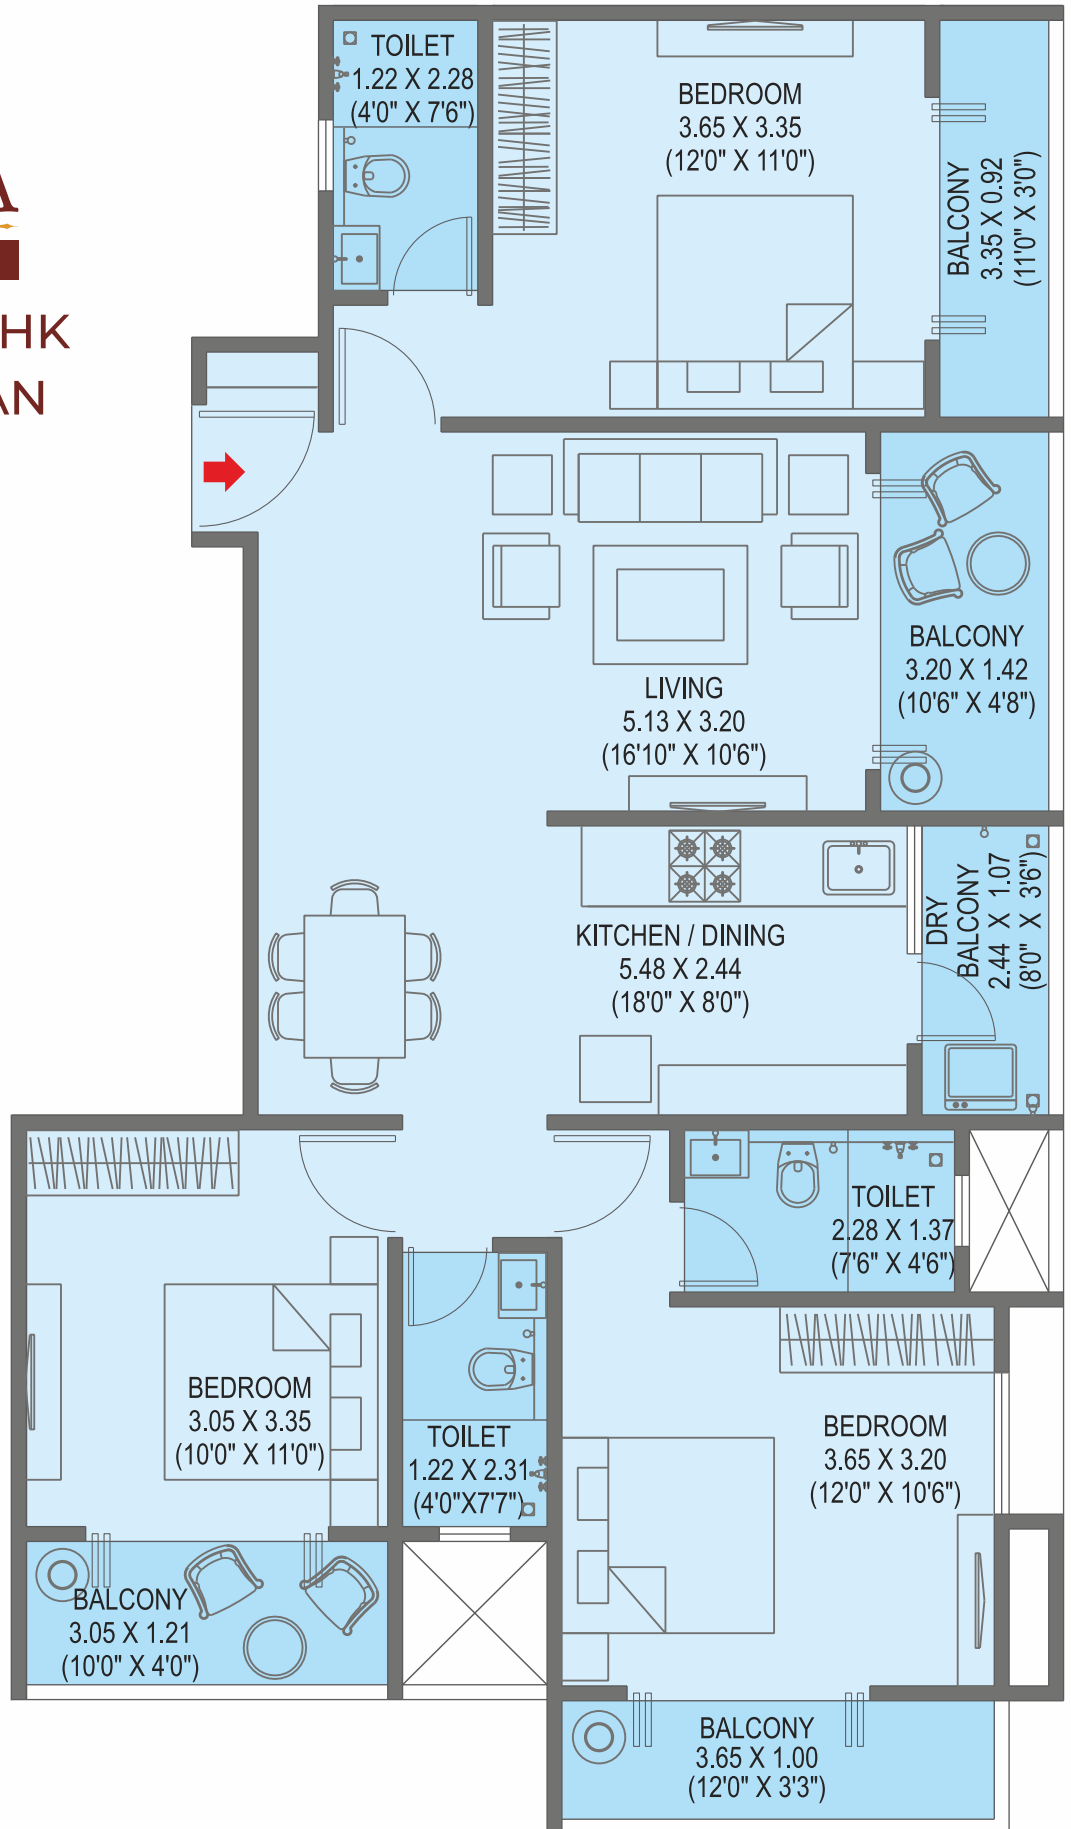 A
HK
AN
TOILET
1.22 X 2.28
(4'0" X 7'6")
BEDROOM
3.65 X 3.35
(12'0" X 11'0")
BALCONY
3.35 X 0.92
(11'0" X 3'0")
LIVING
5.13 X 3.20
(16'10" X 10'6")
BALCONY
3.20 X 1.42
(10'6" X 4'8")
KITCHEN / DINING
5.48 X 2.44
(18'0" X 8'0")
DRY
BALCONY
2.44 X 1.07
(8'0" X 3'6")
TOILET
2.28 X 1.37
(7'6" X 4'6")
BEDROOM
3.05 X 3.35
(10'0" X 11'0")
TOILET
1.22 X 2.31
(4'0"X7'7")
BEDROOM
3.65 X 3.20
(12'0" X 10'6")
BALCONY
3.05 X 1.21
(10'0" X 4'0")
BALCONY
3.65 X 1.00
(12'0" X 3'3")